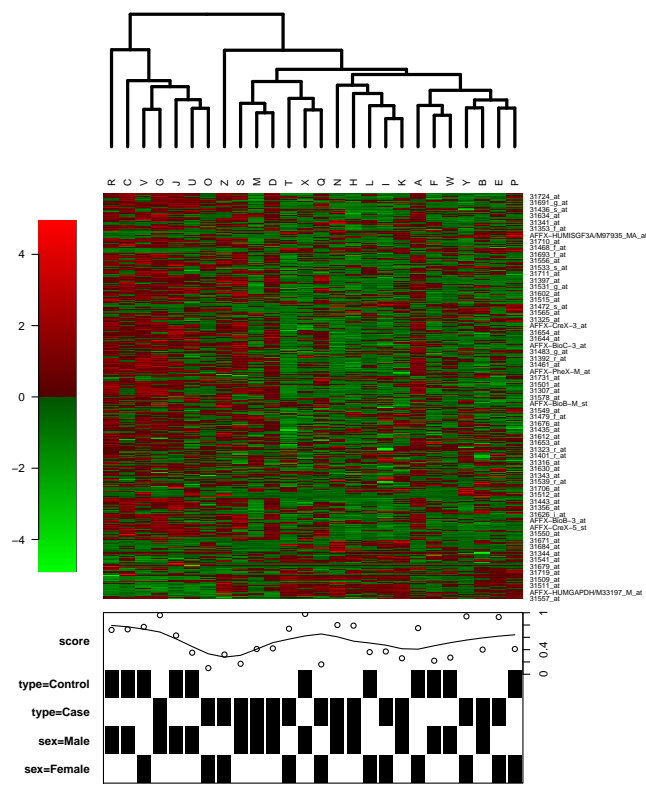 R C V G J U O Z S M D T X Q N H L I K A F W Y B E P
31724_at
31691_g_at
31436_s_at
31634_at
31341_at
31353_f_at
AFFX−HUMISGF3A/M97935_MA_at
31710_at
31468_f_at
31693_f_at
31556_at
31533_s_at
31711_at
31397_at
31531_g_at
31602_at
31515_at
31472_s_at
31565_at
31325_at
AFFX−CreX−3_at
31654_at
31644_at
AFFX−BioC−3_at
31483_g_at
31392_r_at
31461_at
AFFX−PheX−M_at
31731_at
31501_at
31307_at
31578_at
AFFX−BioB−M_st
31549_at
31479_f_at
31676_at
31435_at
31612_at
31653_at
31323_r_at
31401_r_at
31316_at
31630_at
31343_at
31539_r_at
31706_at
31512_at
31443_at
31356_at
31626_i_at
AFFX−BioB−3_at
AFFX−CreX−5_st
31550_at
31671_at
31684_at
31344_at
31541_at
31679_at
31719_at
31509_at
31511_at
AFFX−HUMGAPDH/M33197_M_at
31557_at
4
2
0
−2
−4
score
0
0.4
1
type=Control
type=Case
sex=Male
sex=Female